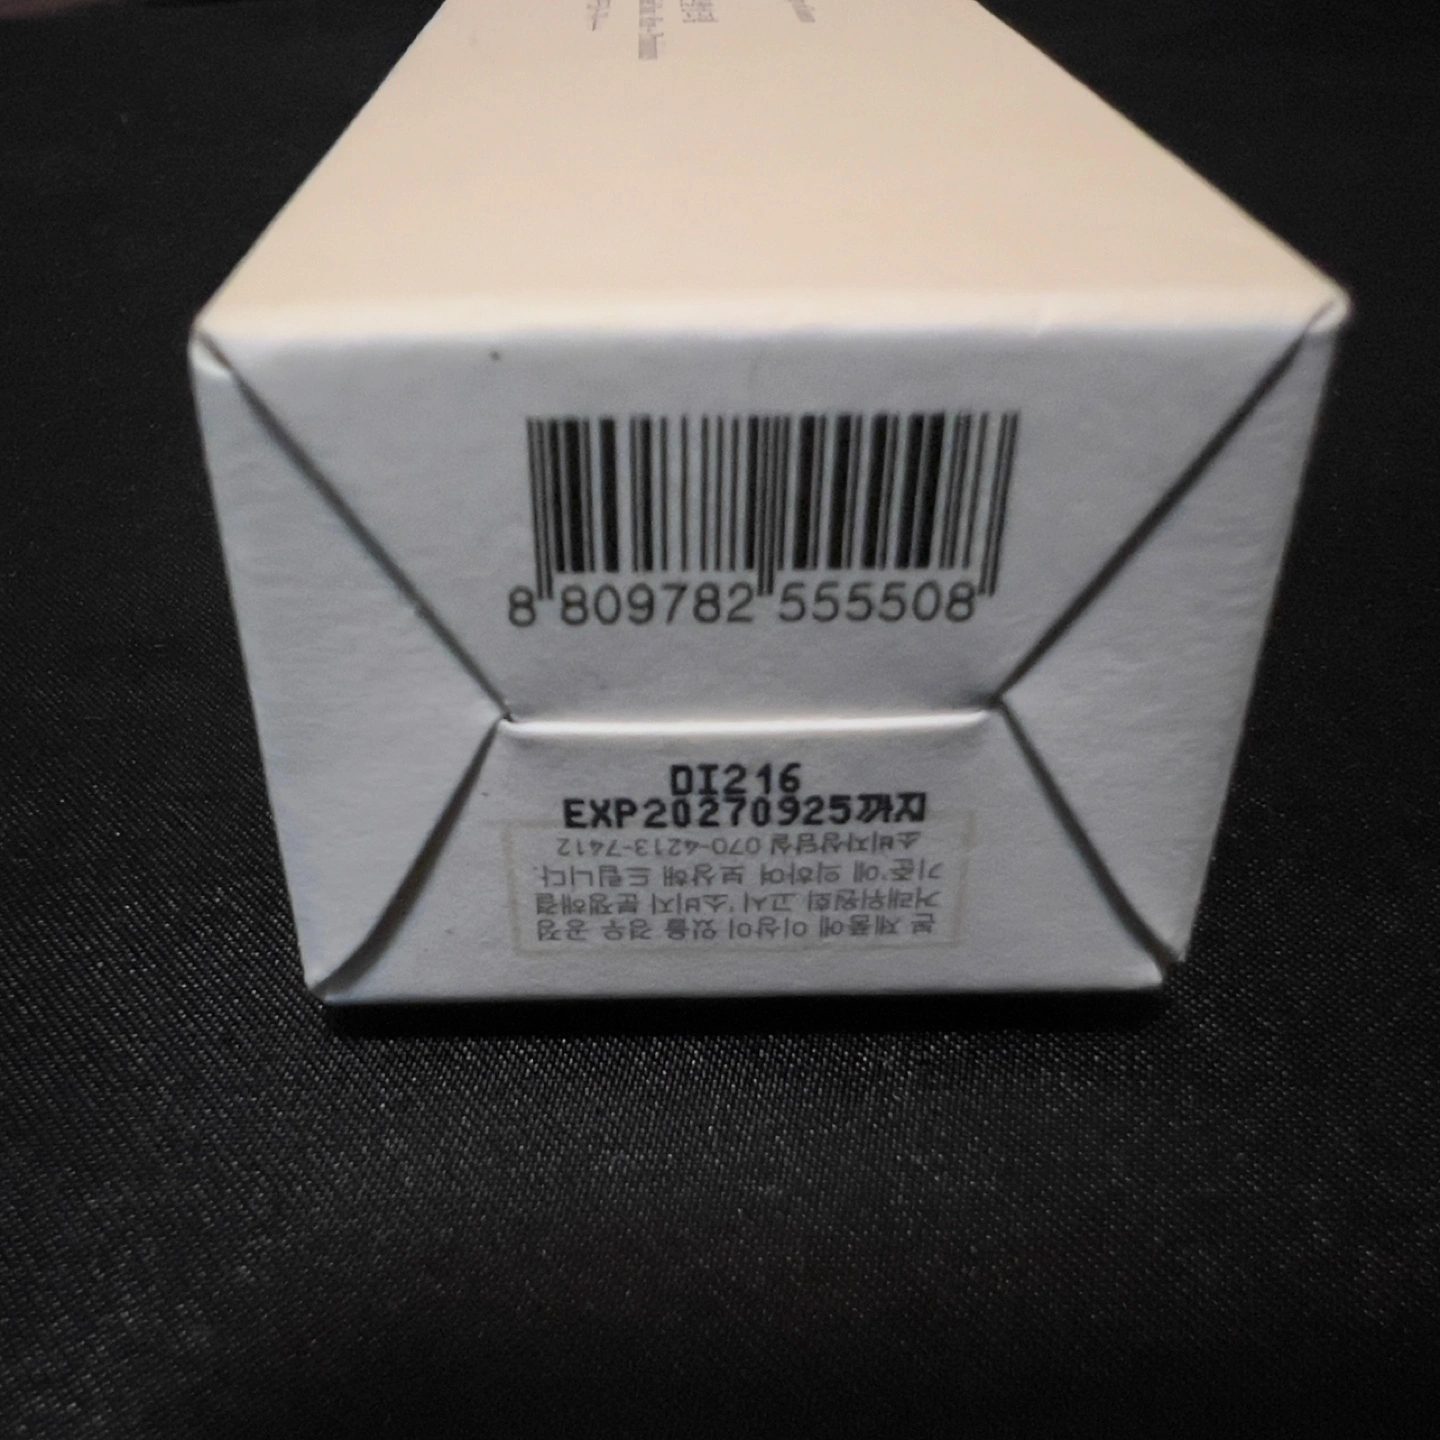 8 809782 555508
DI216
EXP20270925까지
본 제품에 이상이 있을 경우 공정
거래위원회 고시 '소비자 분쟁해결
기준'에 의하여 보상해 드립니다.
소비자상담실 070-4213-7412